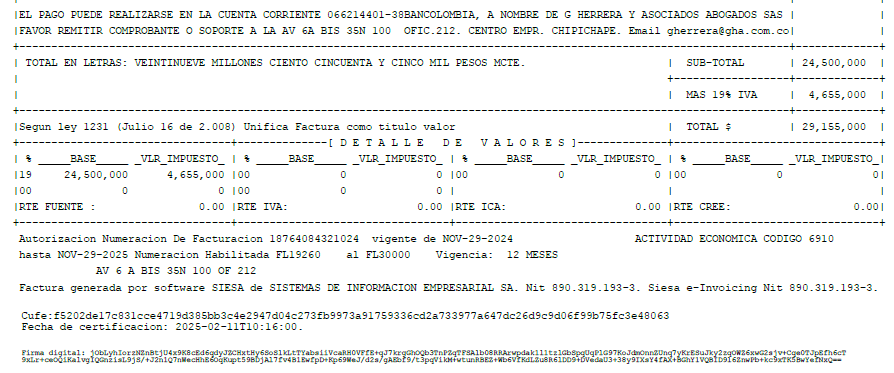 EL PAGO PUEDE REALIZARSE EN LA CUENTA CORRIENTE 066214401-38BANCOLOMBIA, A NOMBRE DE G HERRERA Y ASOCIADOS ABOGADOS SAS
FAVOR REMITIR COMPROBANTE O SOPORTE A LA AV 6A BIS 35N 100 OFIC.212. CENTRO EMPR. CHIPICHAPE. Email gherrera@gha.com.co
TOTAL EN LETRAS: VEINTINUEVE MILLONES CIENTO CINCUENTA Y CINCO MIL PESOS MCTE. | SUB-TOTAL | 24,500,000
MAS 19% IVA | 4,655,000
Segun ley 1231 (Julio 16 de 2.008) Unifica Factura como titulo valor | TOTAL $ | 29,155,000
[ D E T A L L E D E V A L O R E S ]
| % _____BASE_____ _VLR_IMPUESTO_ | % _____BASE_____ _VLR_IMPUESTO_ | % _____BASE_____ _VLR_IMPUESTO_ | % _____BASE_____ _VLR_IMPUESTO_
|19 24,500,000 4,655,000 |00 0 0 |00 0 0 |00 0 0|
|00 0 0 |00 0 0 | | |
|RTE FUENTE : 0.00 |RTE IVA: 0.00 |RTE ICA: 0.00 |RTE CREE: 0.00|
Autorizacion Numeracion De Facturacion 18764084321024 vigente de NOV-29-2024 ACTIVIDAD ECONOMICA CODIGO 6910
hasta NOV-29-2025 Numeracion Habilitada FL19260 al FL30000 Vigencia: 12 MESES
AV 6 A BIS 35N 100 OF 212
Factura generada por software SIESA de SISTEMAS DE INFORMACION EMPRESARIAL SA. Nit 890.319.193-3. Siesa e-Invoicing Nit 890.319.193-3.
Cufe:f5202de17c831cce4719d385bb3c4e2947d04c273fb9973a91759336cd2a733977a647dc26d9c9d06f99b75fc3e48063
Fecha de certificacion: 2025-02-11T10:16:00.
Firma digital: